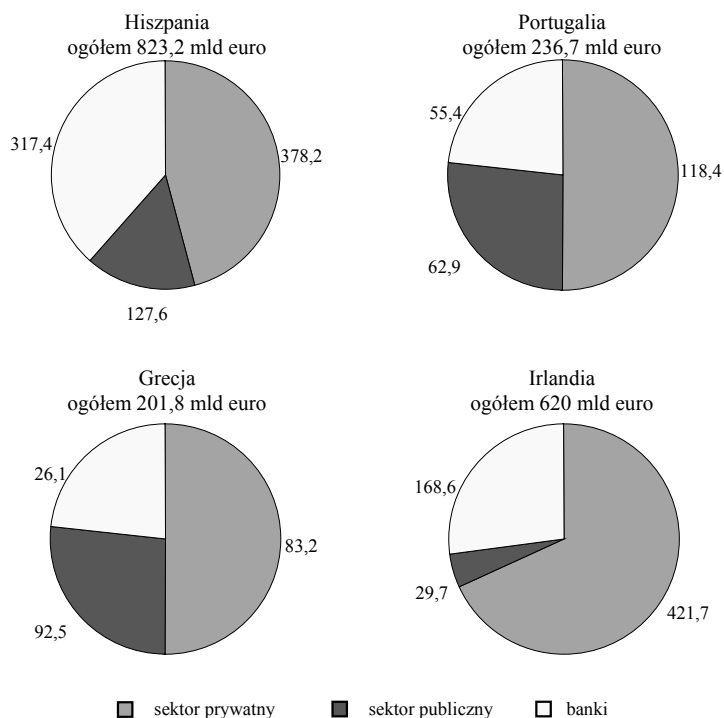 Hiszpania
ogółem 823,2 mld euro
317,4
378,2
127,6
Portugalia
ogółem 236,7 mld euro
55,4
118,4
62,9
Grecja
ogółem 201,8 mld euro
26,1
83,2
92,5
Irlandia
ogółem 620 mld euro
168,6
29,7
421,7
sektor prywatny
sektor publiczny
banki